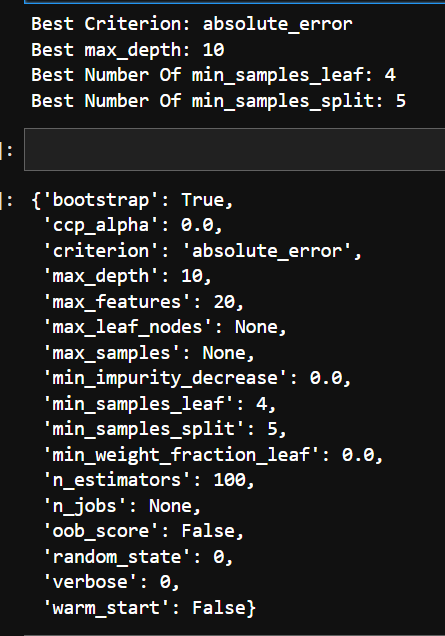 Best Criterion: absolute_error
Best max_depth: 10
Best Number Of min_samples_leaf: 4
Best Number Of min_samples_split: 5
]:
]: {'bootstrap': True,
'ccp_alpha': 0.0,
'criterion': 'absolute_error',
'max_depth': 10,
'max_features': 20,
'max_leaf_nodes': None,
'max_samples': None,
'min_impurity_decrease': 0.0,
'min_samples_leaf': 4,
'min_samples_split': 5,
'min_weight_fraction_leaf': 0.0,
'n_estimators': 100,
'n_jobs': None,
'oob_score': False,
'random_state': 0,
'verbose': 0,
'warm_start': False}